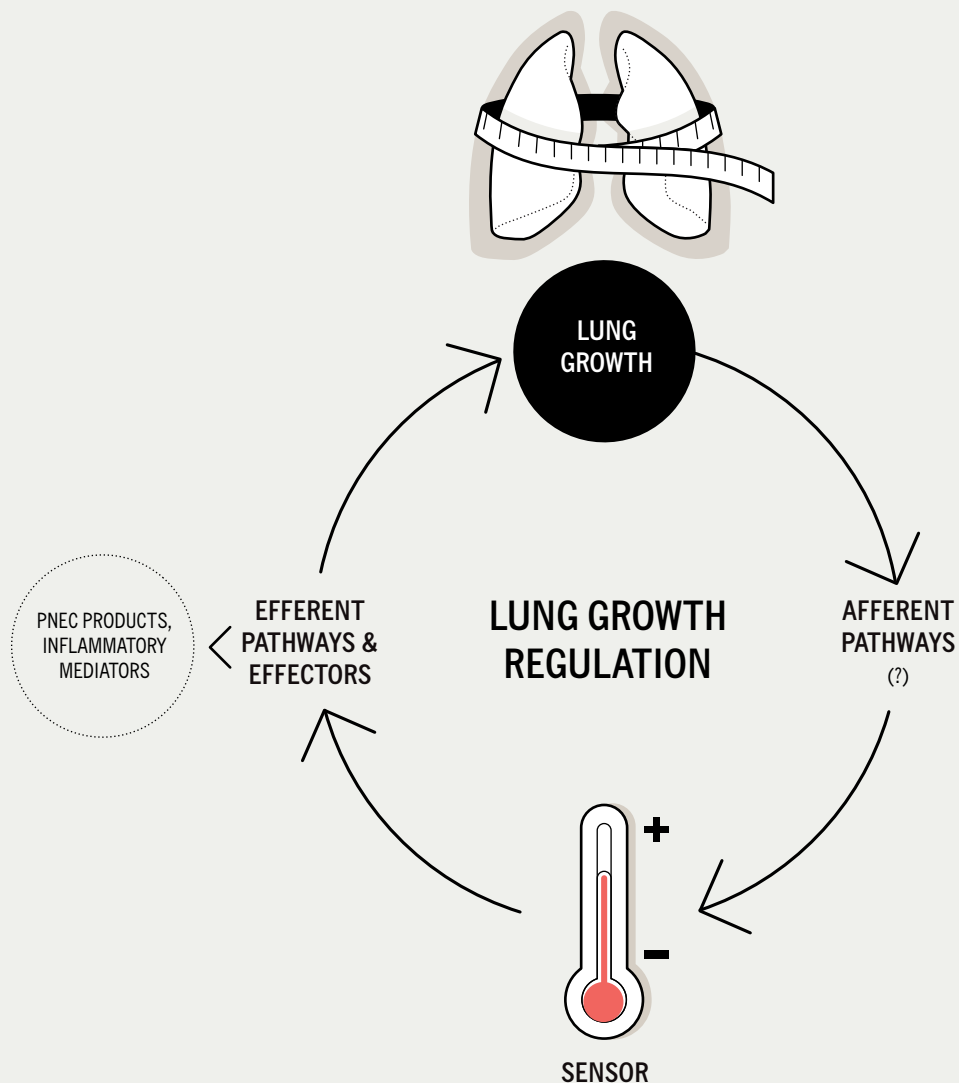 LUNG
GROWTH
PNEC PRODUCTS,
INFLAMMATORY
MEDIATORS
EFFERENT
PATHWAYS &
EFFECTORS
LUNG GROWTH
REGULATION
AFFERENT
PATHWAYS
(?)
+
−
SENSOR